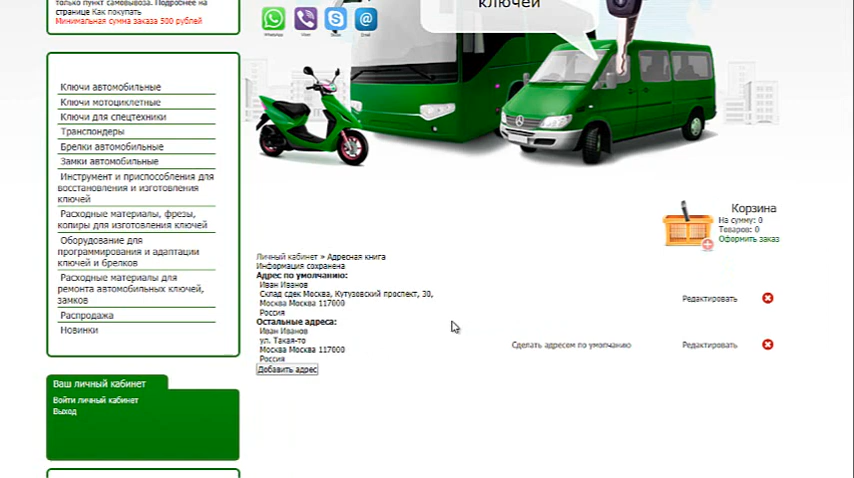 только пункт самовывоза. Подробнее на
странице Как покупать
Минимальная сумма заказа 500 рублей
ключей
WhatsApp
Viber
Skype
Email
Ключи автомобильные
Ключи мотоциклетные
Ключи для спецтехники
Транспондеры
Брелки автомобильные
Замки автомобильные
Инструмент и приспособления для
восстановления и изготовления
ключей
Расходные материалы, фрезы,
копиры для изготовления ключей
Оборудование для
программирования и адаптации
ключей и брелков
Расходные материалы для
ремонта автомобильных ключей,
замков
Распродажа
Новинки
Корзина
На сумму: 0
Товаров: 0
Оформить заказ
Личный кабинет » Адресная книга
Информация сохранена
Адрес по умолчанию:
Иван Иванов
Склад сдек Москва, Кутузовский проспект, 30,
Москва Москва 117000
Россия
Редактировать
Остальные адреса:
Иван Иванов
ул. Такая-то
Москва Москва 117000
Россия
Сделать адресом по умолчанию
Редактировать
Добавить адрес
Ваш личный кабинет
Войти личный кабинет
Выход